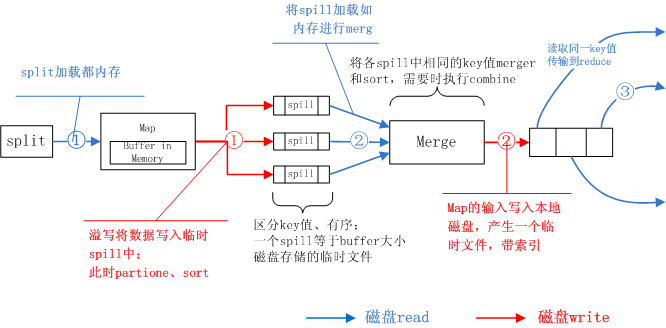 将spill加载如
内存进行merg
读取同一key值
传输到reduce
将各spill中相同的key值merger
和sort，需要时执行combine
split加载都内存
③
spill
Map
split
①
Buffer in
Memory
①
spill
②
Merge
②
spill
溢写将数据写入临时
spill中；
此时partione、sort
区分key值、有序；
一个spill等于buffer大小
磁盘存储的临时文件
Map的输入写入本地
磁盘，产生一个临
时文件，带索引
磁盘read
磁盘write